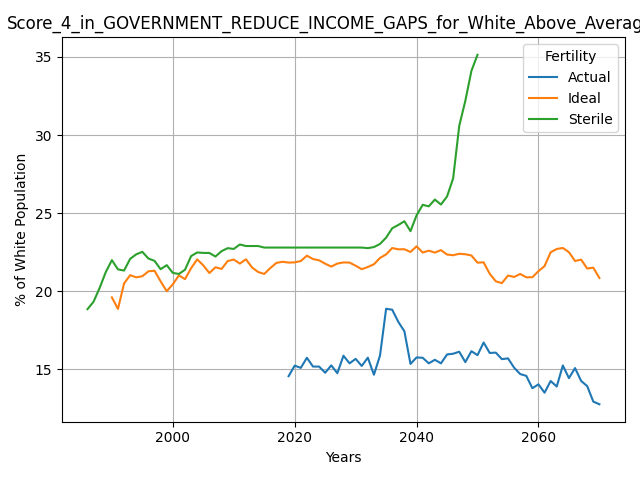 Score_4_in_GOVERNMENT_REDUCE_INCOME_GAPS_for_White_Above_Averag
35
30
25
20
15
% of White Population
2000
2020
2040
2060
Years
Fertility
Actual
Ideal
Sterile